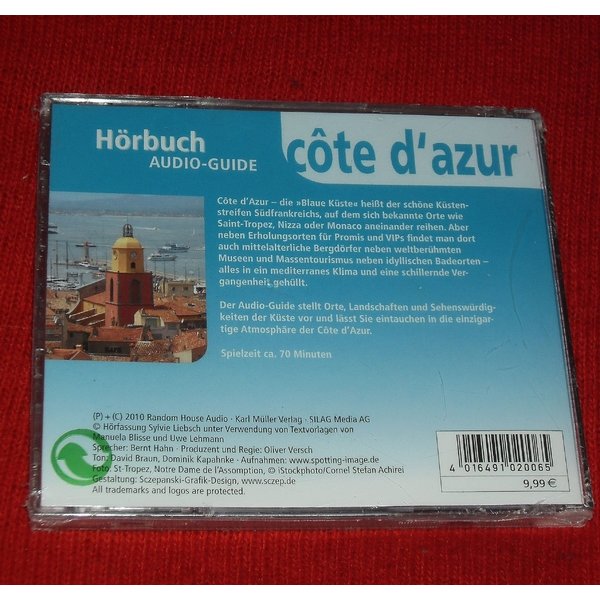 Hörbuch
AUDIO-GUIDE
côte d'azur
Côte d'Azur – die »Blaue Küste« heißt der schöne Küsten-
streifen Südfrankreichs, auf dem sich bekannte Orte wie
Saint-Tropez, Nizza oder Monaco aneinander reihen. Aber
neben Erholungsorten für Promis und VIPs findet man dort
auch mittelalterliche Bergdörfer neben weltberühmten
Museen und Massentourismus neben idyllischen Badeorten –
alles in ein mediterranes Klima und eine schillernde Ver-
gangenheit gehüllt.
Der Audio-Guide stellt Orte, Landschaften und Sehenswürdig-
keiten der Küste vor und lässt Sie eintauchen in die einzigar-
tige Atmosphäre der Côte d'Azur.
Spielzeit ca. 70 Minuten
(P) + (C) 2010 Random House Audio · Karl Müller Verlag - SILAG Media AG
© Hörfassung Sylvie Liebsch unter Verwendung von Textvorlagen von
Manuela Blisse und Uwe Lehmann
Sprecher: Bernt Hahn · Produzent und Regie: Oliver Versch
Ton: David Braun, Dominik Kapahnke · Aufnahmen: www.spotting-image.de
Foto: St-Tropez, Notre Dame de l'Assomption, © iStockphoto/Cornel Stefan Achirei
Gestaltung: Sczepanski-Grafik-Design, www.sczep.de
All trademarks and logos are protected.
4 016491 020065
9,99 €